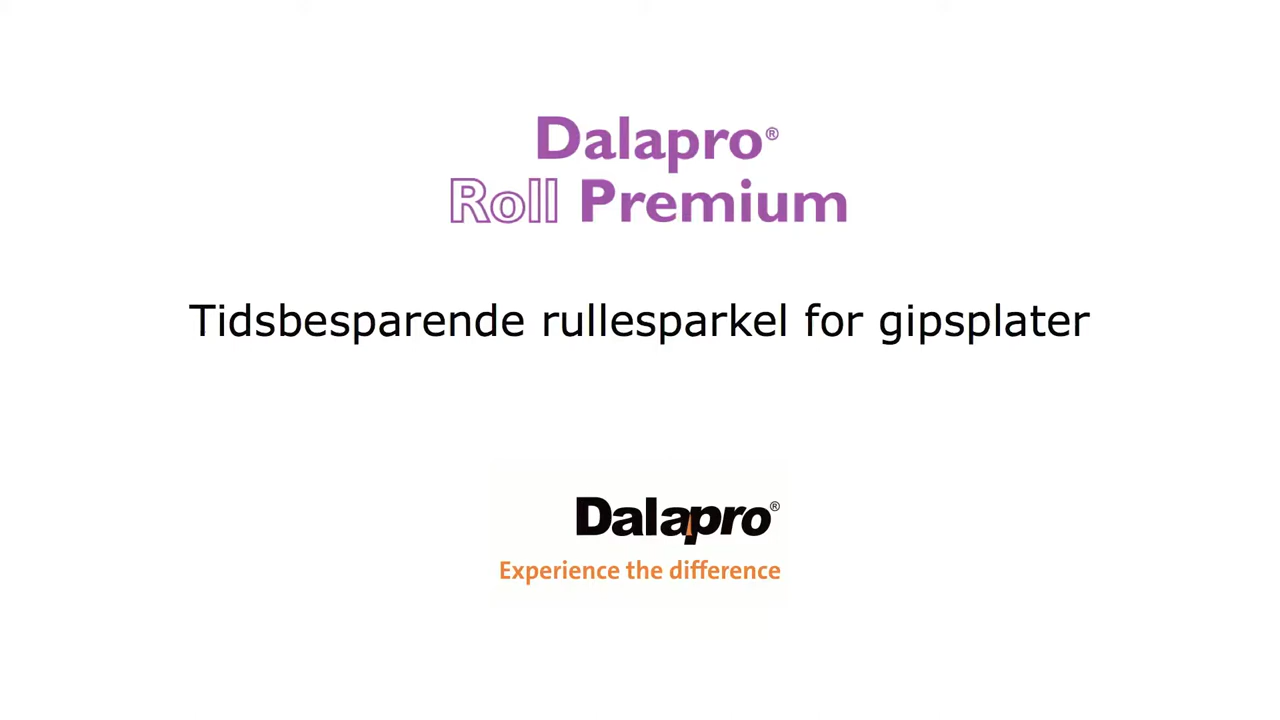 Dalapro®
Roll Premium
Tidsbesparende rullesparkel for gipsplater
Dalapro®
Experience the difference